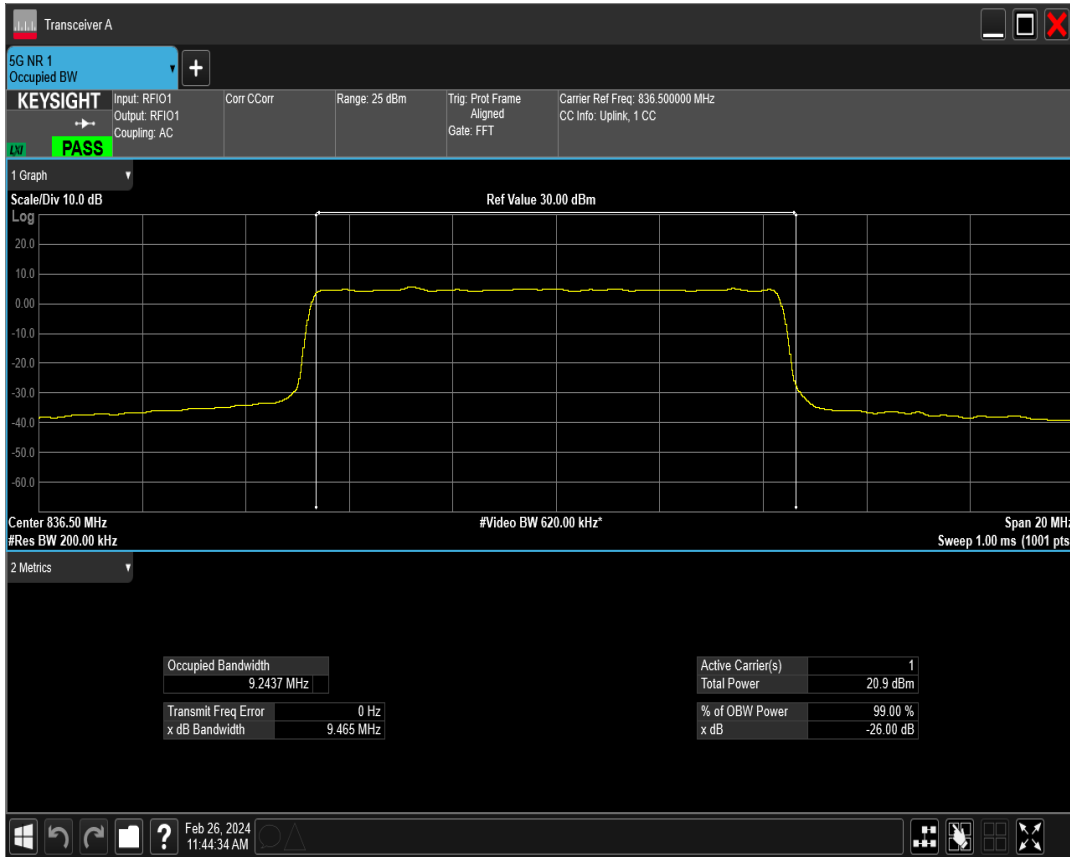 Transceiver A
5G NR 1
Occupied BW
KEYSIGHT
LXI
PASS
Input: RFIO1
Output: RFIO1
Coupling: AC
Corr CCorr
Range: 25 dBm
Trig: Prot Frame
Aligned
Gate: FFT
Carrier Ref Freq: 836.500000 MHz
CC Info: Uplink, 1 CC
1 Graph
Scale/Div 10.0 dB
Ref Value 30.00 dBm
Log
20.0
10.0
0.00
-10.0
-20.0
-30.0
-40.0
-50.0
-60.0
Center 836.50 MHz
#Video BW 620.00 kHz*
Span 20 MHz
#Res BW 200.00 kHz
Sweep 1.00 ms (1001 pts
2 Metrics
Occupied Bandwidth
9.2437 MHz
Transmit Freq Error 0 Hz
x dB Bandwidth 9.465 MHz
Active Carrier(s) 1
Total Power 20.9 dBm
% of OBW Power 99.00 %
x dB -26.00 dB
Feb 26, 2024
11:44:34 AM